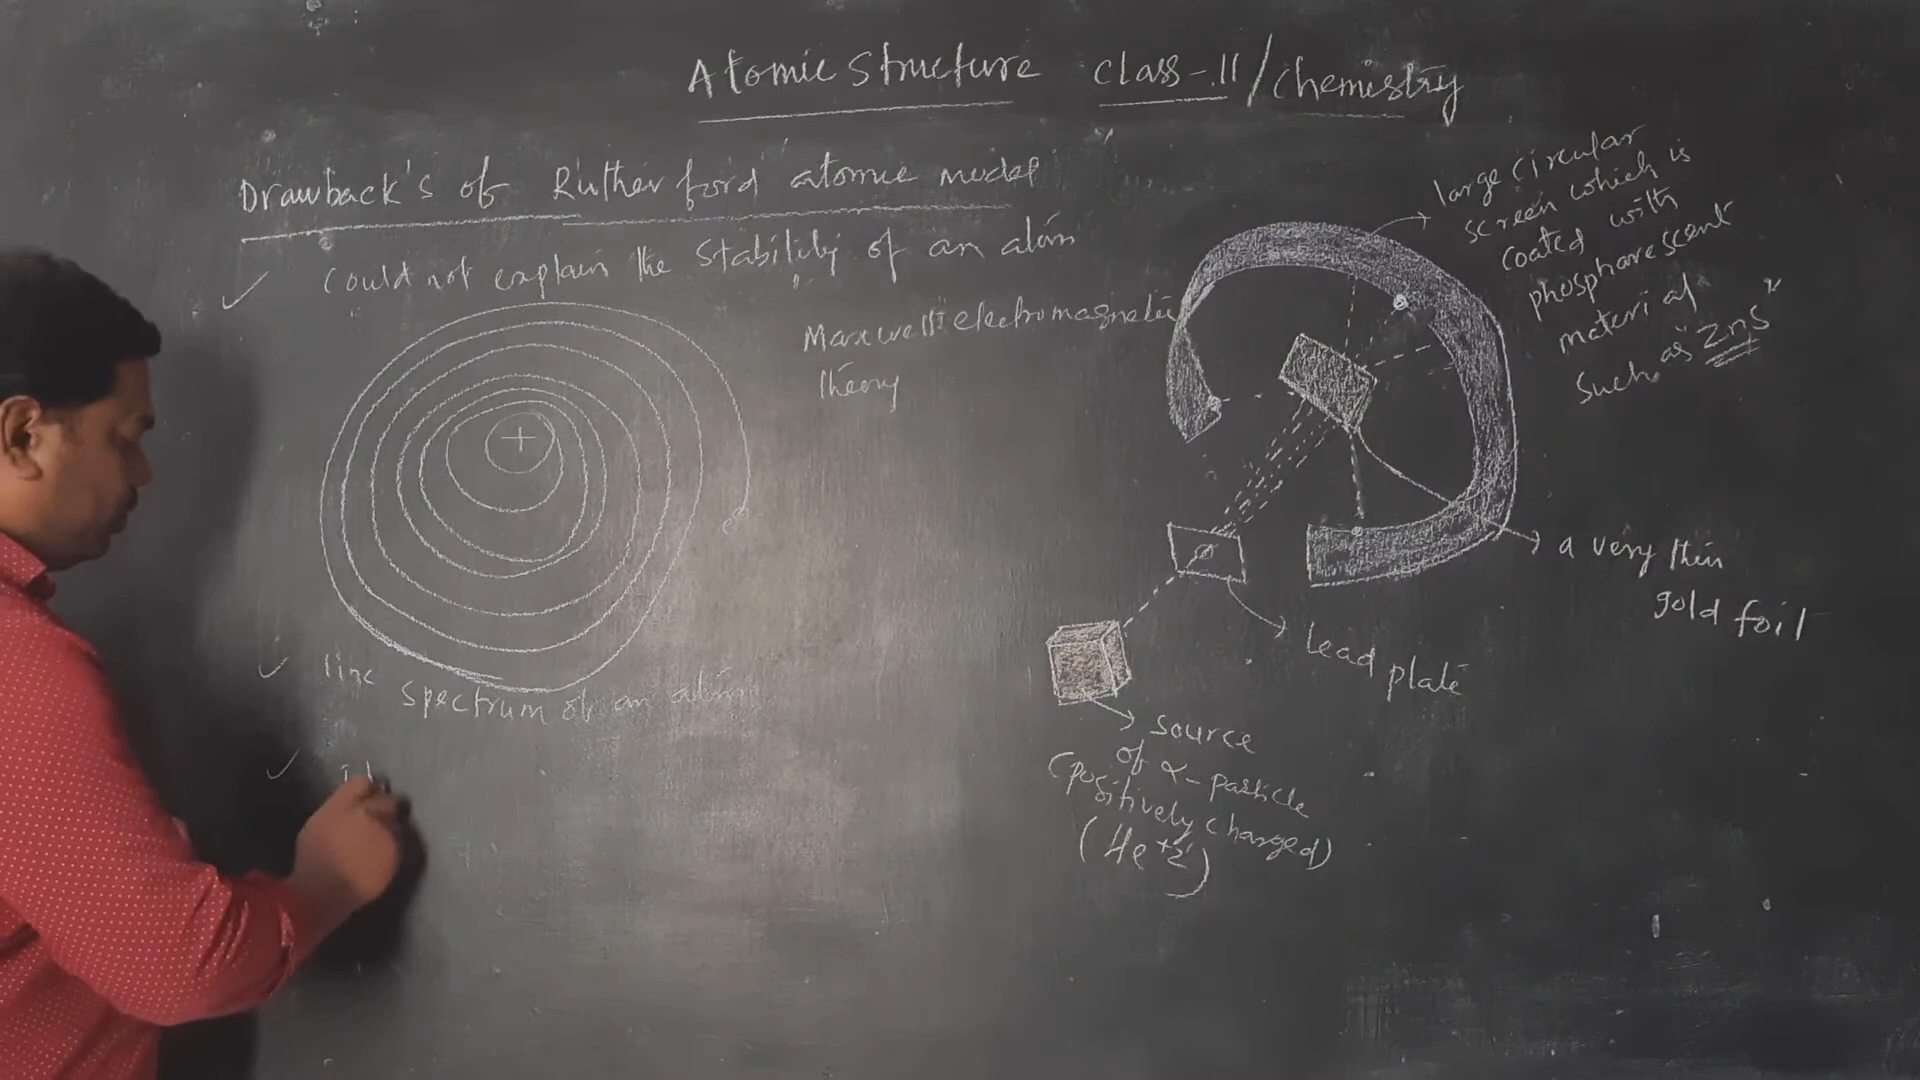 Atomic Structure Class-11/Chemistry
Drawback's of Rutherford atomic model
Could not explain the stability of an atom
Maxwell's electromagnetic
theory
+
line spectrum of an atom
large circular
screen which is
coated with
phospharescent
material
such as "ZnS"
a very thin
gold foil
lead plate
source
of α-particle
(positively charged)
(He+2)